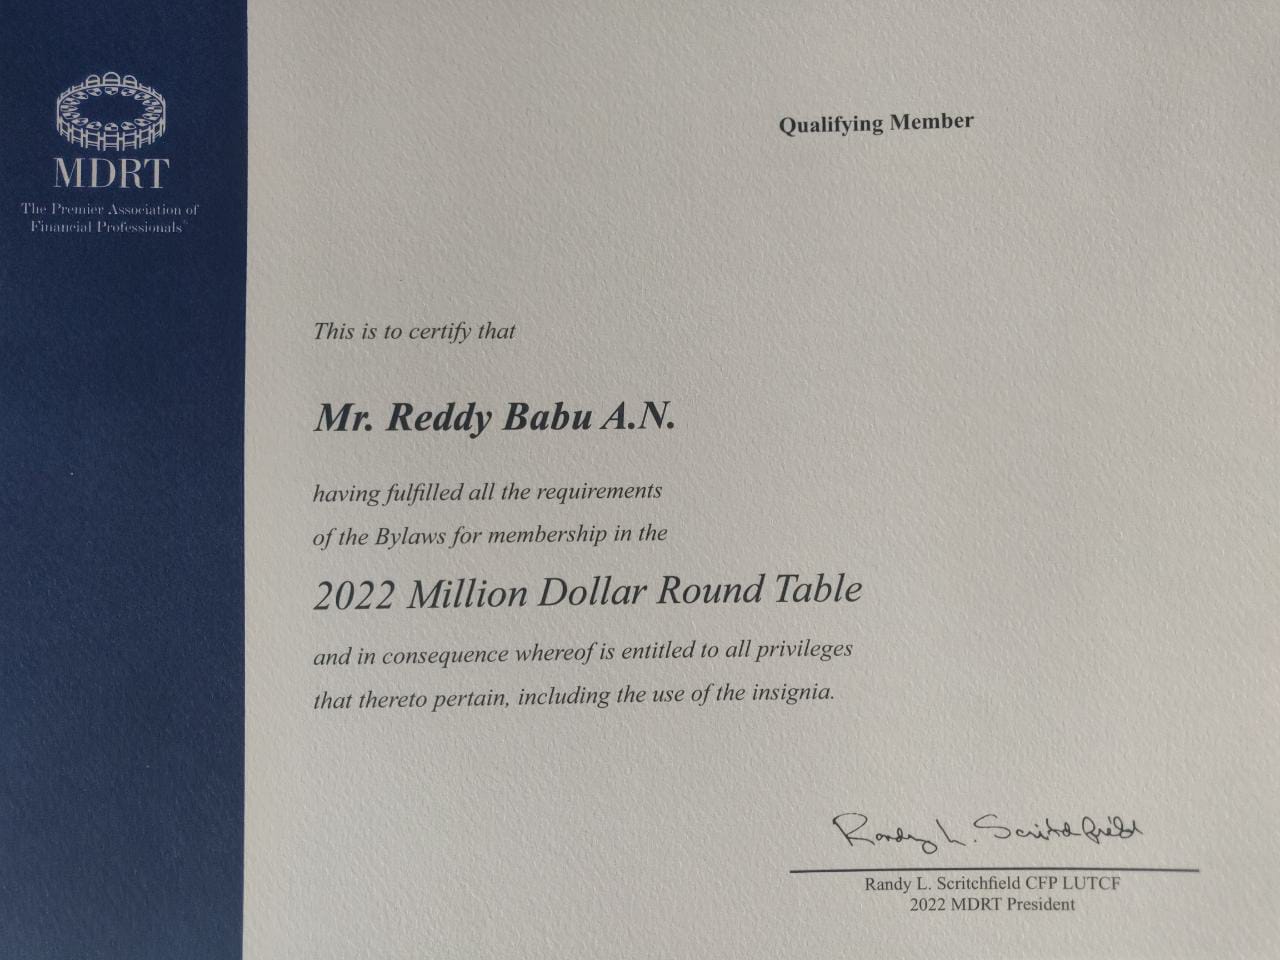 MDRT
The Premier Association of
Financial Professionals®
Qualifying Member
This is to certify that
Mr. Reddy Babu A.N.
having fulfilled all the requirements
of the Bylaws for membership in the
2022 Million Dollar Round Table
and in consequence whereof is entitled to all privileges
that thereto pertain, including the use of the insignia.
Randy L. Scritchfield
Randy L. Scritchfield CFP LUTCF
2022 MDRT President